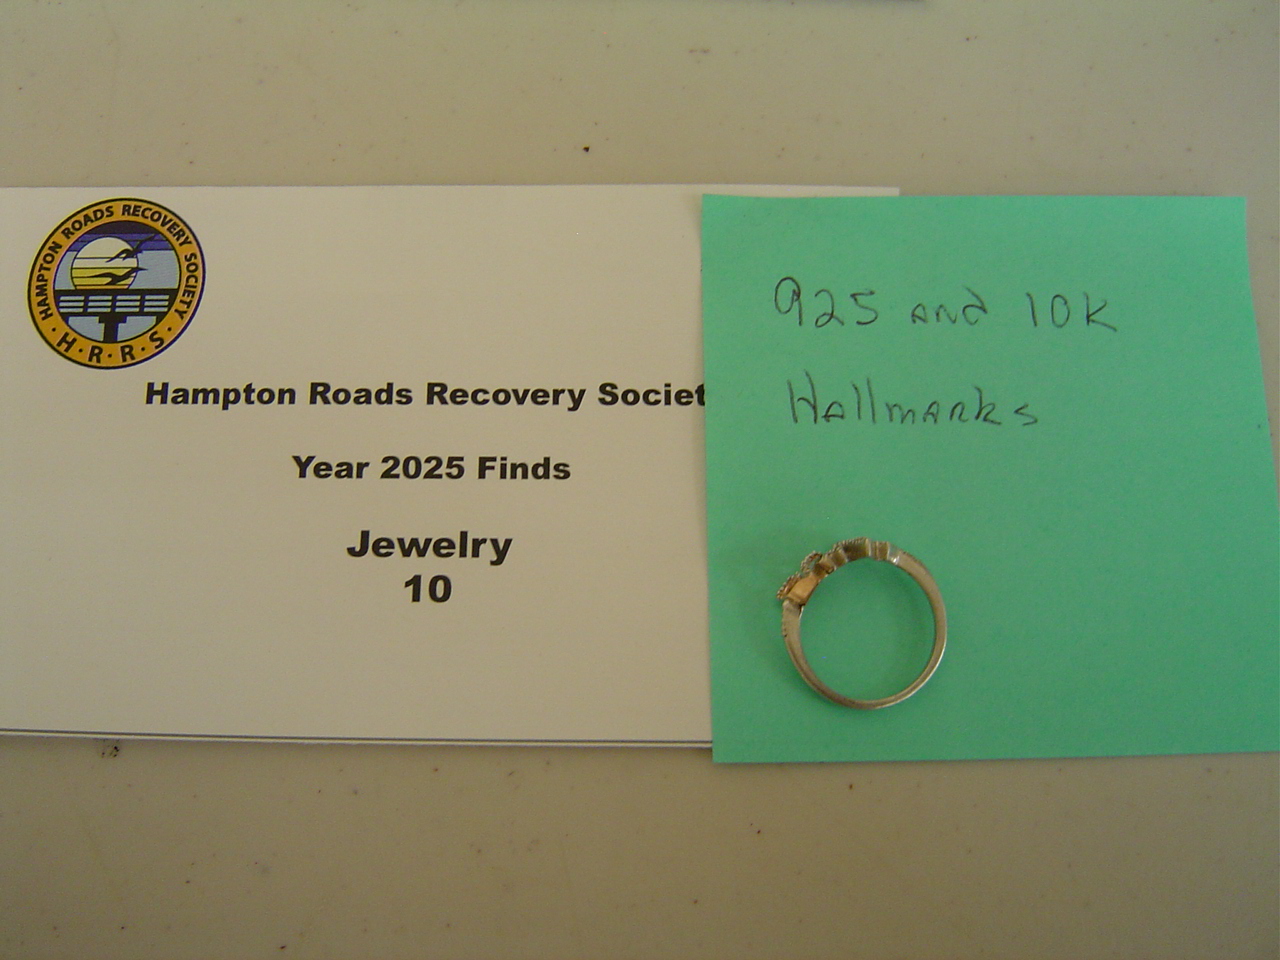 HAMPTON ROADS RECOVERY SOCIETY
· H · R · R · S ·
Hampton Roads Recovery Societ
Year 2025 Finds
Jewelry
10
925 and 10K
Hallmarks